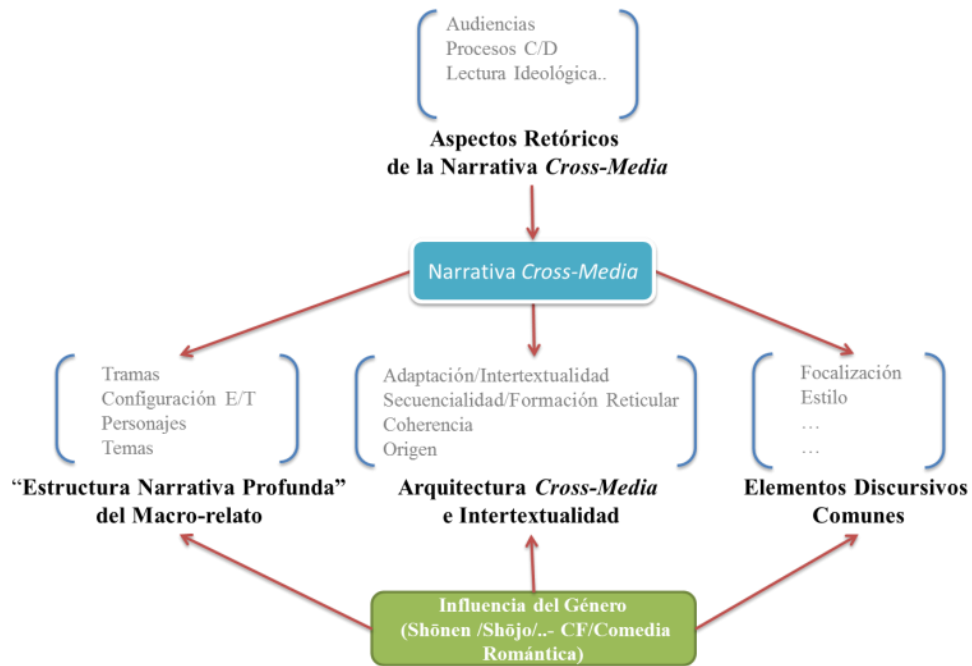 Audiencias
Procesos C/D
Lectura Ideológica..
Aspectos Retóricos
de la Narrativa Cross-Media
Narrativa Cross-Media
Tramas
Configuración E/T
Personajes
Temas
“Estructura Narrativa Profunda”
del Macro-relato
Adaptación/Intertextualidad
Secuencialidad/Formación Reticular
Coherencia
Origen
Arquitectura Cross-Media
e Intertextualidad
Focalización
Estilo
…
…
Elementos Discursivos
Comunes
Influencia del Género
(Shōnen /Shōjo/..- CF/Comedia
Romántica)